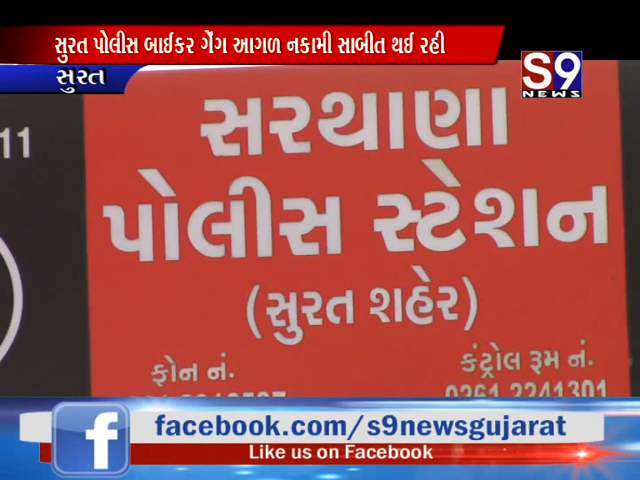 સુરત પોલીસ બાઈકર ગેંગ આગળ નકામી સાબીત થઈ રહી
સુરત
S9
NEWS
11
સરથાણા
પોલીસ સ્ટેશન
(સુરત શહેર)
ફોન નં.
કંટ્રોલ રૂમ નં.
0261 2241301
facebook.com/s9newsgujarat
Like us on Facebook